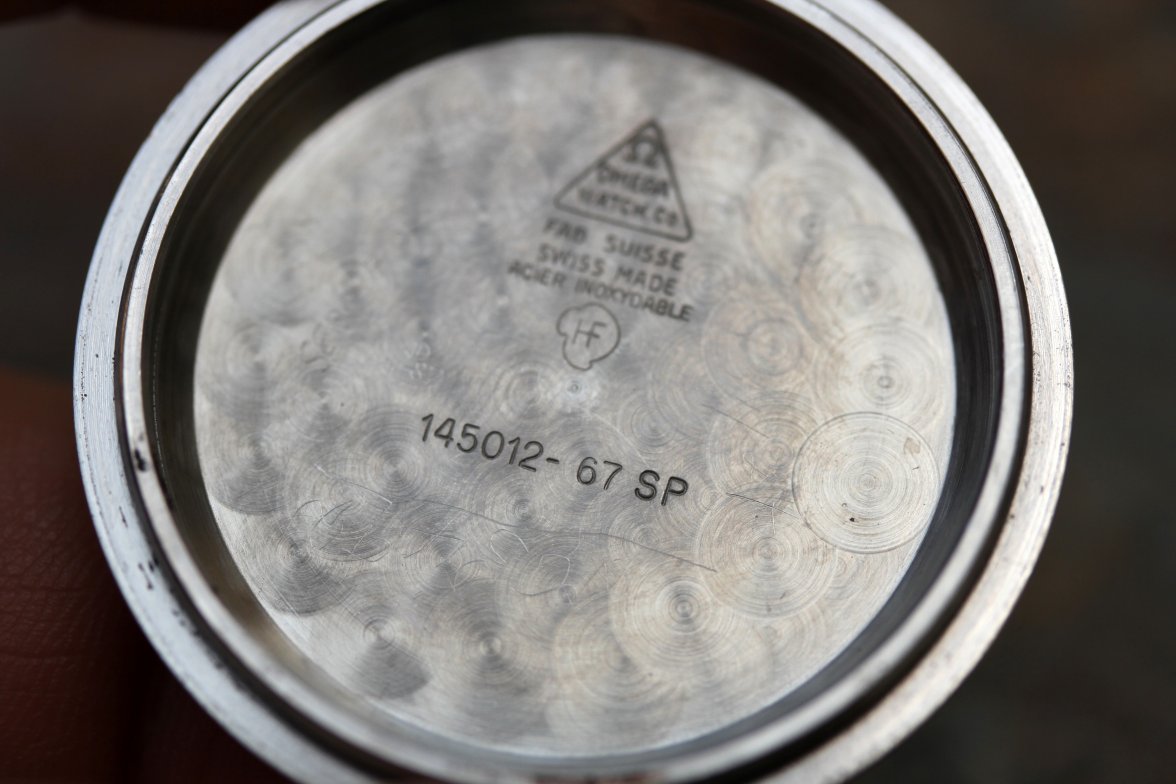 Ω
OMEGA
WATCH Co
FAB SUISSE
SWISS MADE
ACIER INOXYDABLE
HF
145012- 67 SP